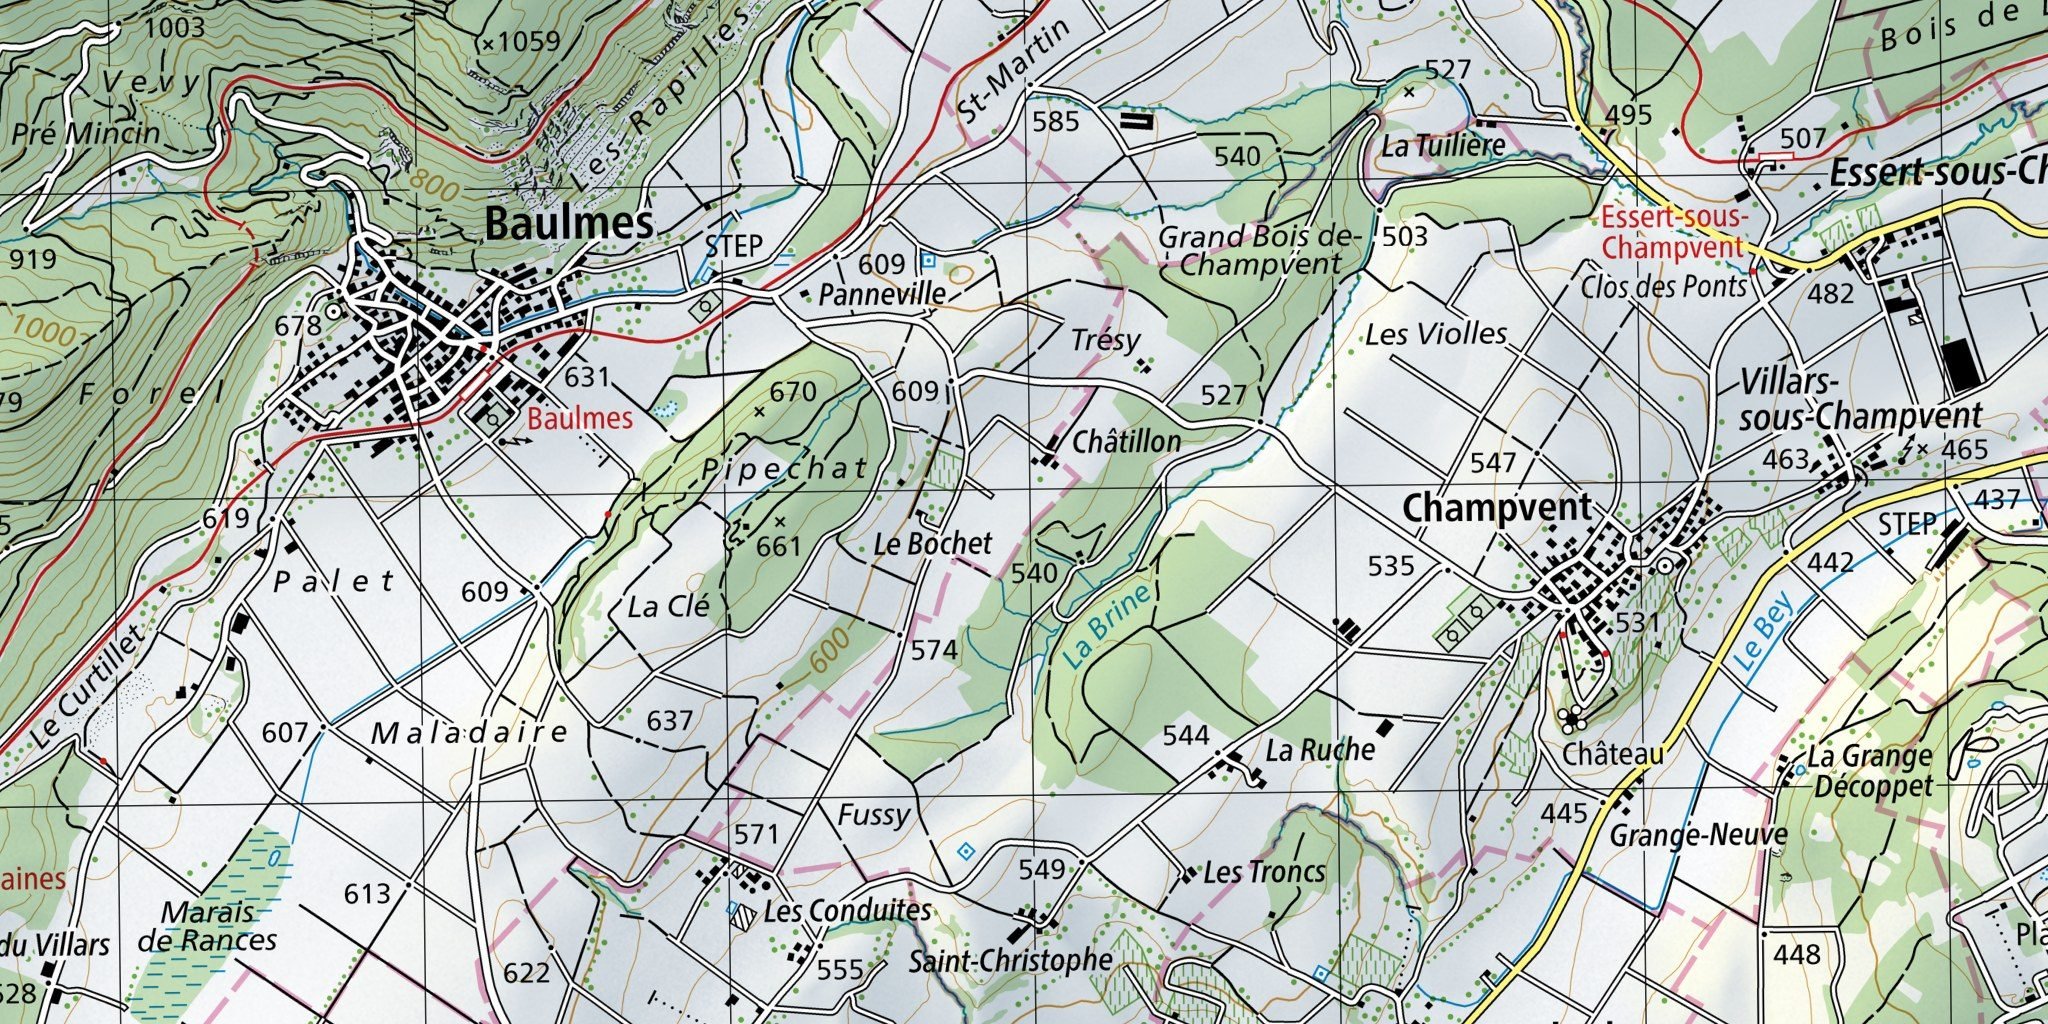 1003
×1059
Bois de
Vevy
Les Rapilles
St-Martin
527
Pré Mincin
585
495
507
La Tuilière
540
800
Essert-sous-Ch
Baulmes
STEP
Essert-sous-
Champvent
503
Grand Bois de-
Champvent
919
609
Panneville
Clos des Ponts
482
678
1000
Trésy
Les Violles
631
670
609
527
Villars-
sous-Champvent
79
Forel
Baulmes
Châtillon
547
463
465
Pipechat
437
619
Champvent
STEP
5
661
Le Bochet
540
535
442
Palet
609
La Clé
La Brine
531
Le Bey
600
574
Le Curtillet
607
Maladaire
637
544
La Ruche
Château
La Grange
Décoppet
445
Grange-Neuve
571
Fussy
549
Les Troncs
aines
613
Marais
de Rances
Les Conduites
du Villars
622
555
Saint-Christophe
448
Pla
528